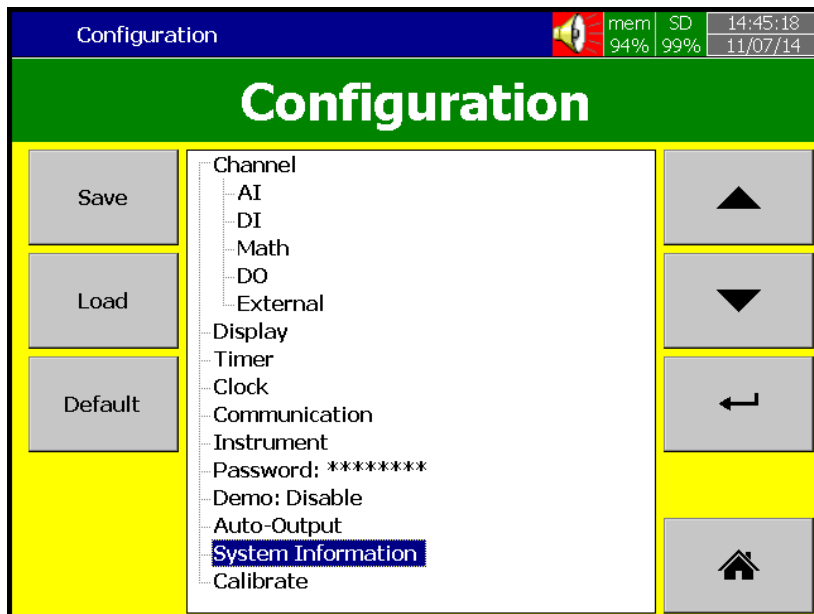 Configuration
mem SD 14:45:18
94% 99% 11/07/14
Configuration
Save
Load
Default
Channel
AI
DI
Math
DO
External
Display
Timer
Clock
Communication
Instrument
Password: ********
Demo: Disable
Auto-Output
System Information
Calibrate